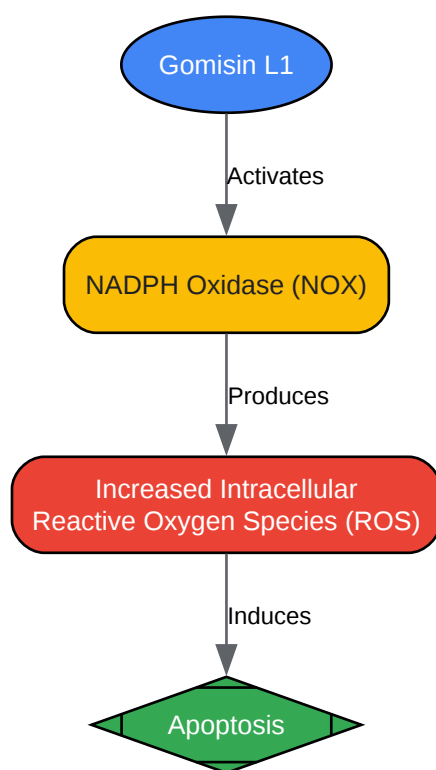 Gomisin L1
Activates
NADPH Oxidase (NOX)
Produces
Increased Intracellular
Reactive Oxygen Species (ROS)
Induces
Apoptosis